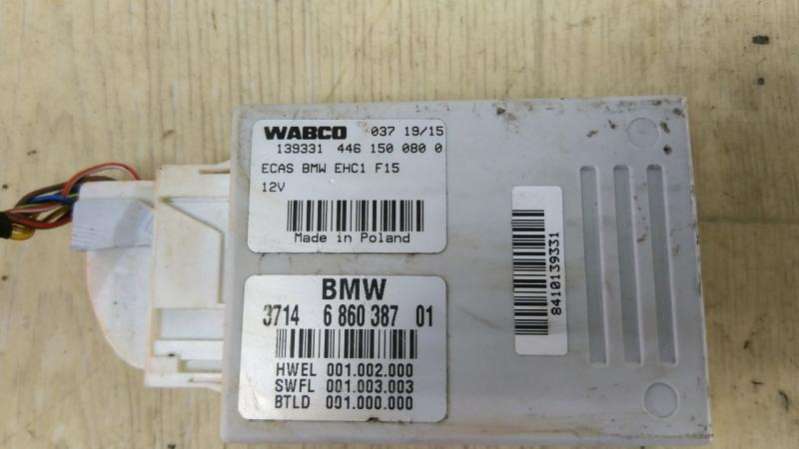 WABCO 037 19/15
139331 446 150 080 0
ECAS BMW EHC1 F15
12V
Made in Poland
BMW
3714 6 860 387 01
HWEL 001.002.000
SWFL 001.003.003
BTLD 001.000.000
8410139331